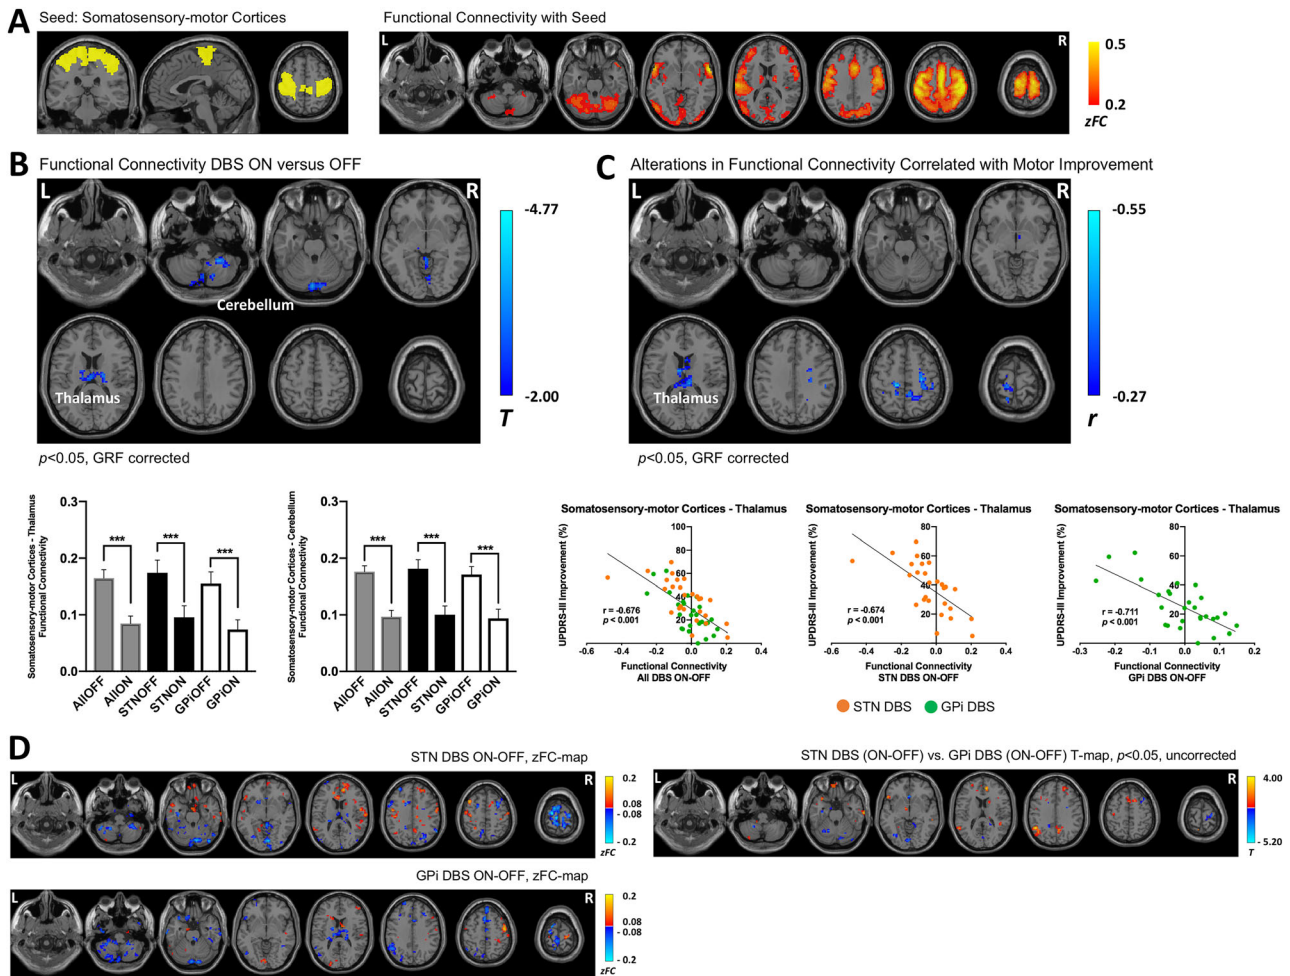 A
Seed: Somatosensory-motor Cortices
Functional Connectivity with Seed
L
R
0.5
0.2
zFC
B
Functional Connectivity DBS ON versus OFF
L
R
Cerebellum
Thalamus
-4.77
-2.00
T
p<0.05, GRF corrected
C
Alterations in Functional Connectivity Correlated with Motor Improvement
L
R
Thalamus
-0.55
-0.27
r
p<0.05, GRF corrected
Somatosensory-motor Cortices - Thalamus
Functional Connectivity
0.3
0.2
0.1
0.0
*** *** ***
AllOFF
AllON
STNOFF
STNON
GPiOFF
GPiON
Somatosensory-motor Cortices - Cerebellum
Functional Connectivity
0.3
0.2
0.1
0.0
*** *** ***
AllOFF
AllON
STNOFF
STNON
GPiOFF
GPiON
Somatosensory-motor Cortices - Thalamus
UPDRS-III Improvement (%)
100
80
60
40
20
r = -0.676
p < 0.001
-0.6 -0.4 -0.2 0.0 0.2 0.4
Functional Connectivity
All DBS ON-OFF
Somatosensory-motor Cortices - Thalamus
UPDRS-III Improvement (%)
80
60
40
20
r = -0.674
p < 0.001
-0.6 -0.4 -0.2 0.0 0.2 0.4
Functional Connectivity
STN DBS ON-OFF
Somatosensory-motor Cortices - Thalamus
UPDRS-III Improvement (%)
80
60
40
20
r = -0.711
p < 0.001
-0.3 -0.2 -0.1 0.0 0.1 0.2
Functional Connectivity
GPi DBS ON-OFF
STN DBS GPi DBS
D
STN DBS ON-OFF, zFC-map
L
R
0.2
0.08
- 0.08
- 0.2
zFC
STN DBS (ON-OFF) vs. GPi DBS (ON-OFF) T-map, p<0.05, uncorrected
L
R
4.00
- 5.20
T
GPi DBS ON-OFF, zFC-map
L
R
0.2
0.08
- 0.08
- 0.2
zFC